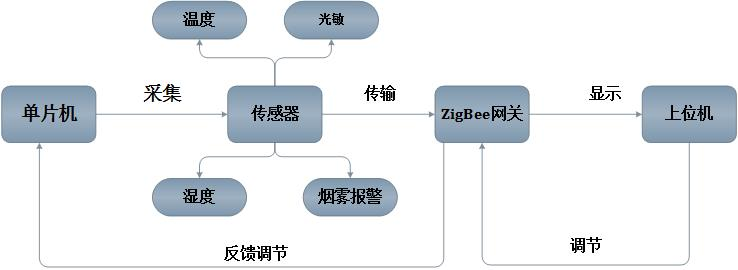 温度
光敏
单片机
采集
传感器
传输
ZigBee网关
显示
上位机
湿度
烟雾报警
反馈调节
调节